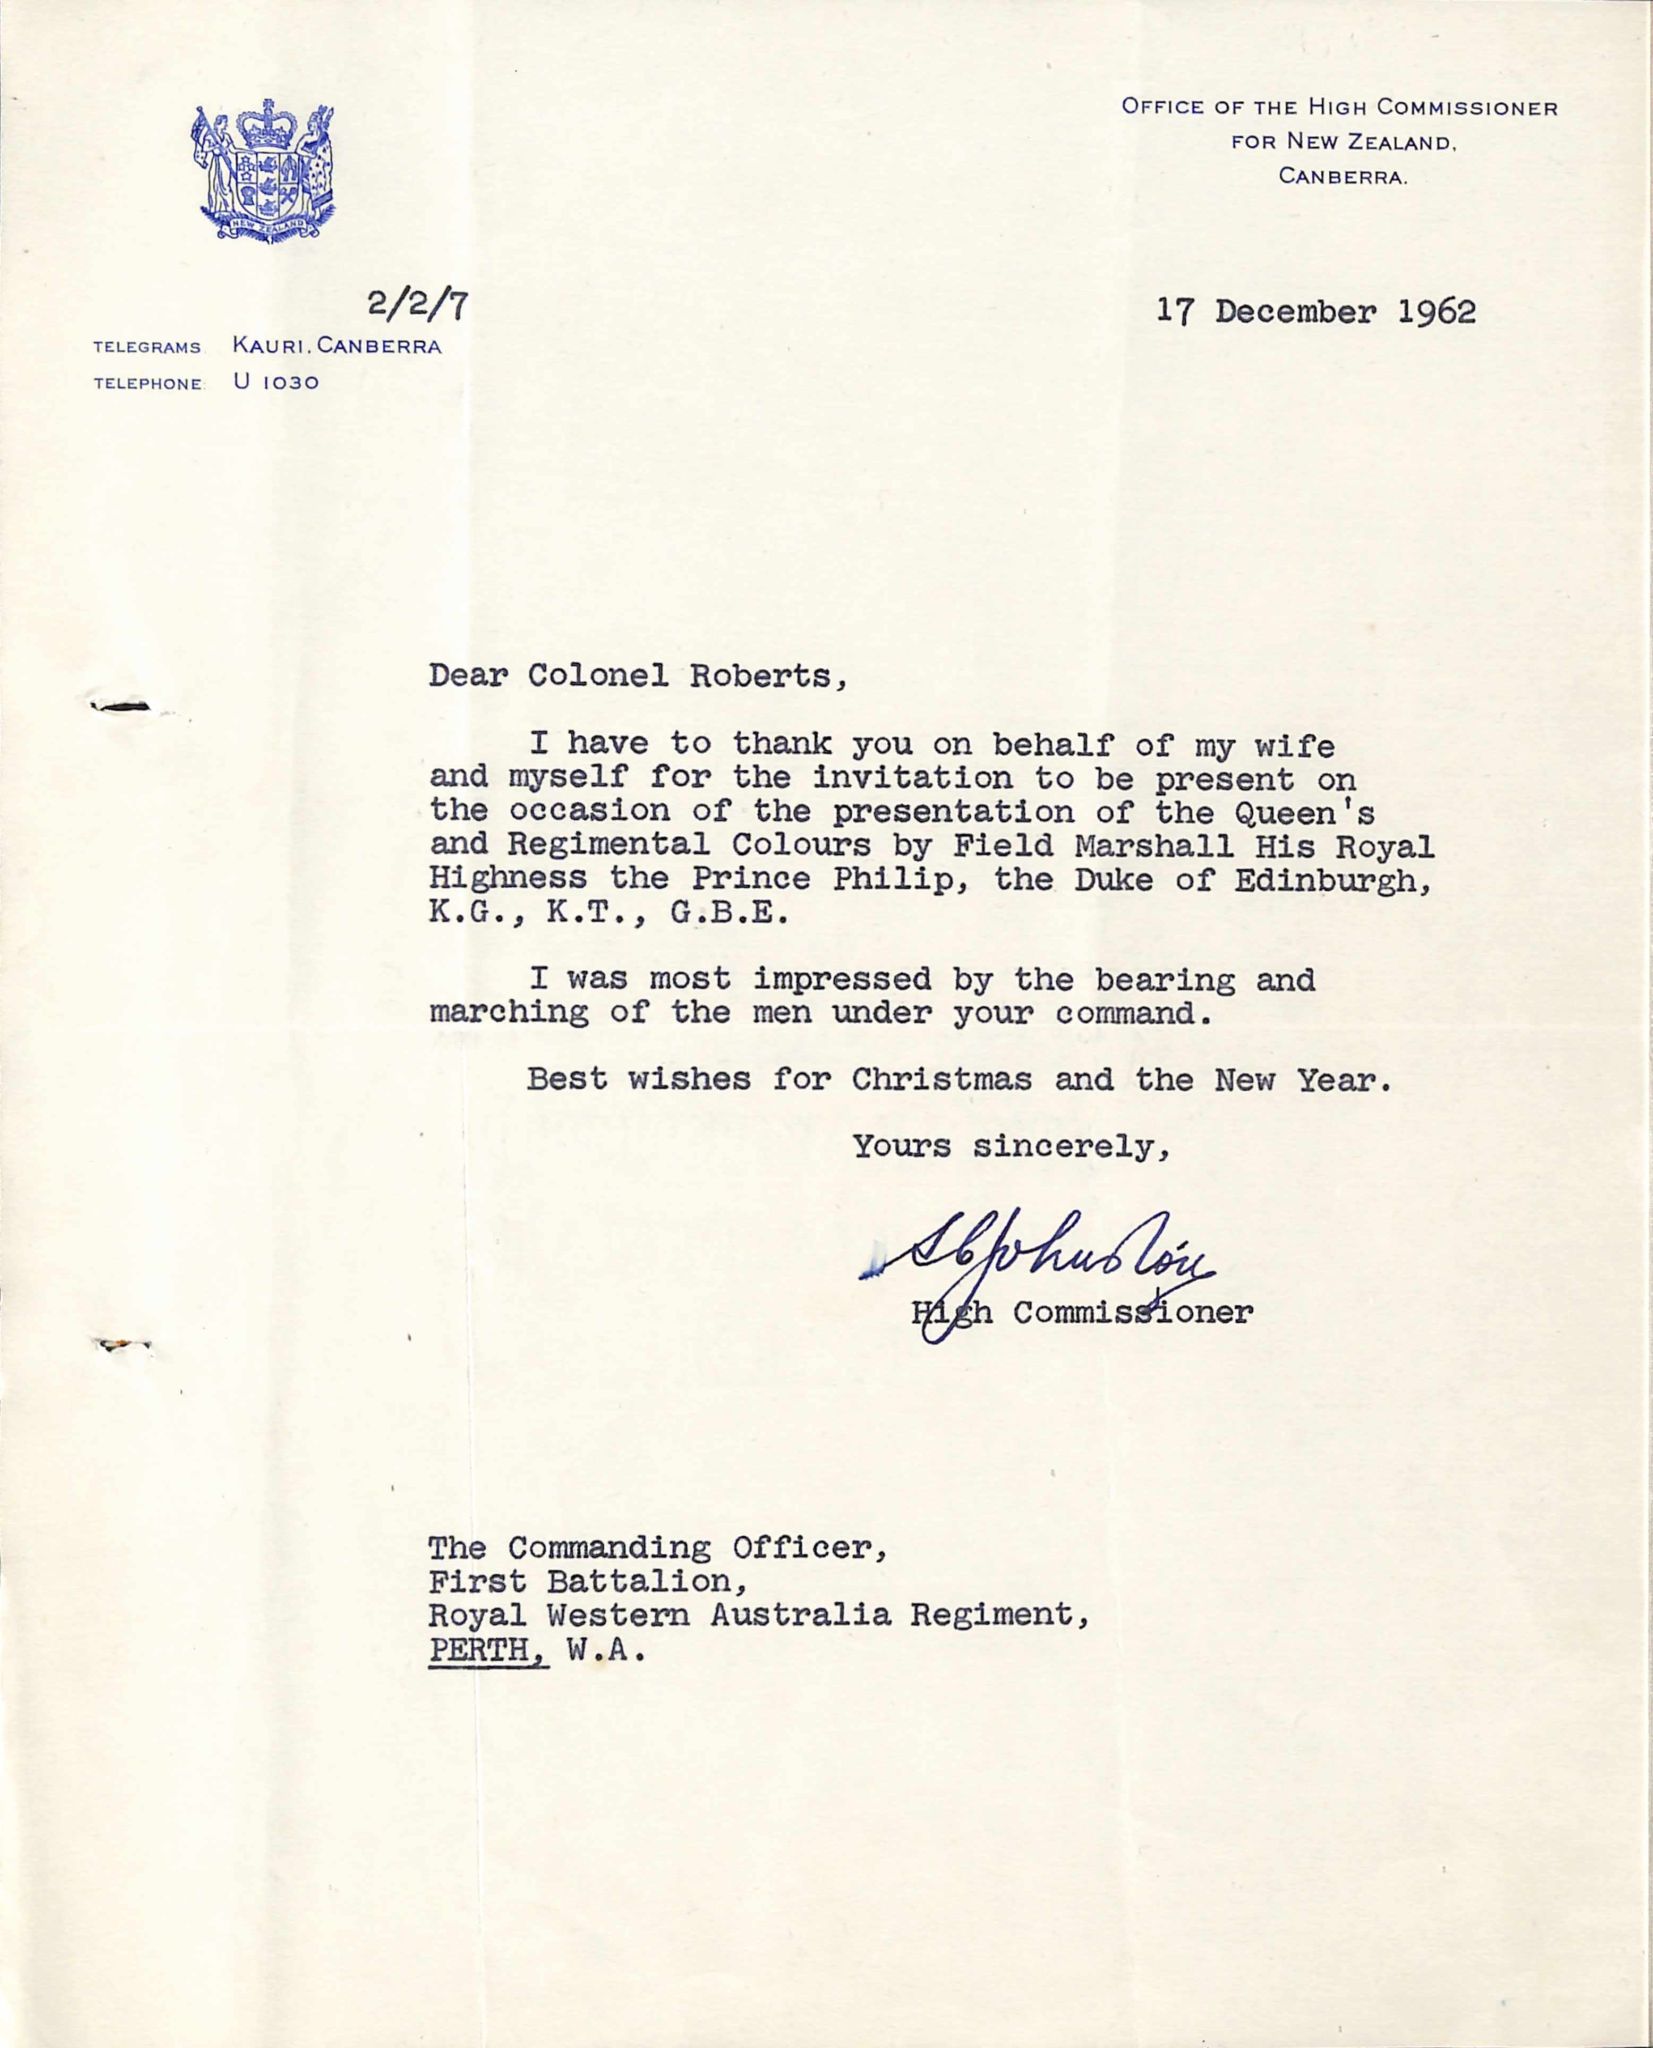 NEW ZEALAND
OFFICE OF THE HIGH COMMISSIONER
FOR NEW ZEALAND,
CANBERRA.
2/2/7
17 December 1962
TELEGRAMS: KAURI, CANBERRA
TELEPHONE: U 1030
Dear Colonel Roberts,
I have to thank you on behalf of my wife
and myself for the invitation to be present on
the occasion of the presentation of the Queen's
and Regimental Colours by Field Marshall His Royal
Highness the Prince Philip, the Duke of Edinburgh,
K.G., K.T., G.B.E.
I was most impressed by the bearing and
marching of the men under your command.
Best wishes for Christmas and the New Year.
Yours sincerely,
Johnston
High Commissioner
The Commanding Officer,
First Battalion,
Royal Western Australia Regiment,
PERTH, W.A.